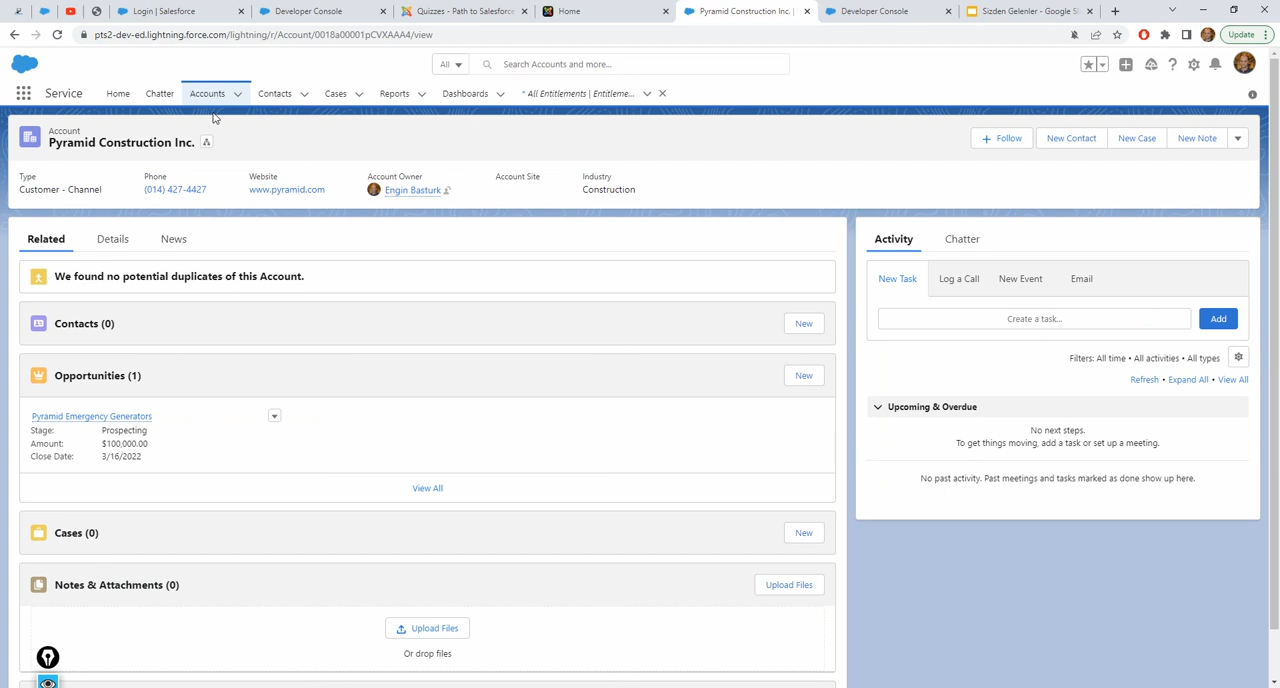 Login | Salesforce
Developer Console
Quizzes - Path to Salesforce
Home
Pyramid Construction Inc. |
Developer Console
Sizden Gelenler - Google Sl
pts2-dev-ed.lightning.force.com/lightning/r/Account/0018a00001pCVXAAA4/view
Update
All
Search Accounts and more...
Service
Home
Chatter
Accounts
Contacts
Cases
Reports
Dashboards
* All Entitlements | Entitleme...
Account
Pyramid Construction Inc.
Follow
New Contact
New Case
New Note
Type
Phone
Website
Account Owner
Account Site
Industry
Customer - Channel
(014) 427-4427
www.pyramid.com
Engin Basturk
Construction
Related
Details
News
Activity
Chatter
We found no potential duplicates of this Account.
New Task
Log a Call
New Event
Email
Contacts (0)
New
Create a task...
Add
Filters: All time • All activities • All types
Opportunities (1)
New
Refresh • Expand All • View All
Upcoming & Overdue
Pyramid Emergency Generators
Stage:
Prospecting
Amount:
$100,000.00
Close Date:
3/16/2022
No next steps.
To get things moving, add a task or set up a meeting.
No past activity. Past meetings and tasks marked as done show up here.
View All
Cases (0)
New
Notes & Attachments (0)
Upload Files
Upload Files
Or drop files